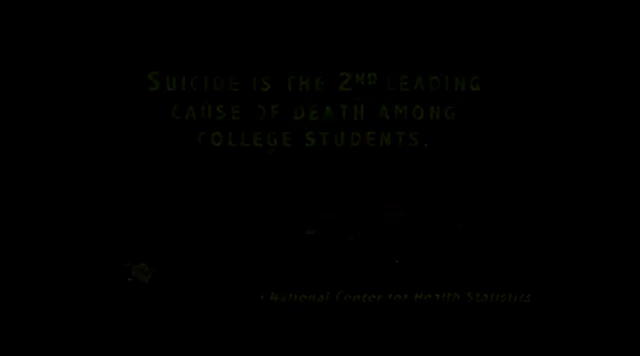 SUICIDE IS THE 2ND LEADING
CAUSE OF DEATH AMONG
COLLEGE STUDENTS.
- National Center for Health Statistics